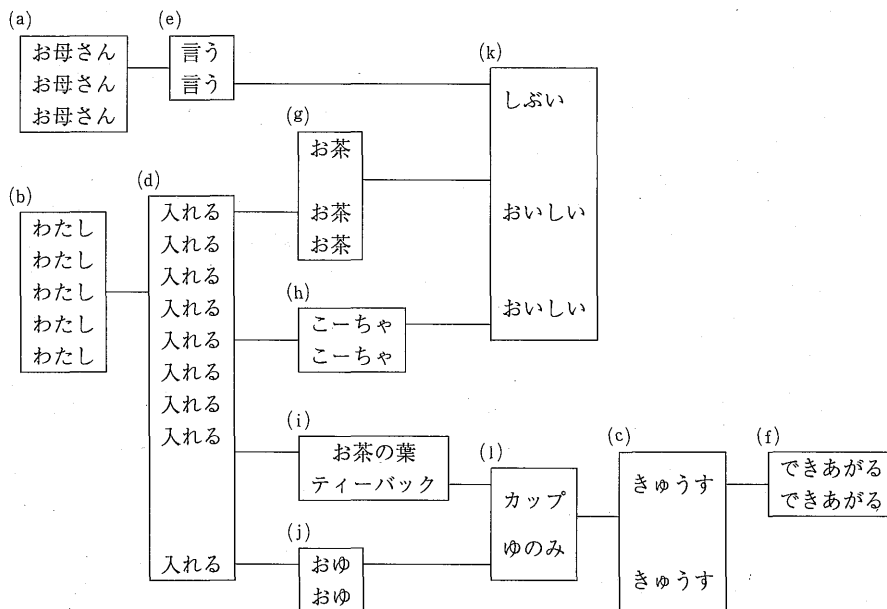 (a)
お母さん
お母さん
お母さん
(e)
言う
言う
(k)
しぶい
おいしい
おいしい
(g)
お茶
お茶
お茶
(b)
わたし
わたし
わたし
わたし
わたし
(d)
入れる
入れる
入れる
入れる
入れる
入れる
入れる
入れる
入れる
(h)
こーちゃ
こーちゃ
(i)
お茶の葉
ティーバック
(j)
おゆ
おゆ
(l)
カップ
ゆのみ
(c)
きゅうす
きゅうす
(f)
できあがる
できあがる